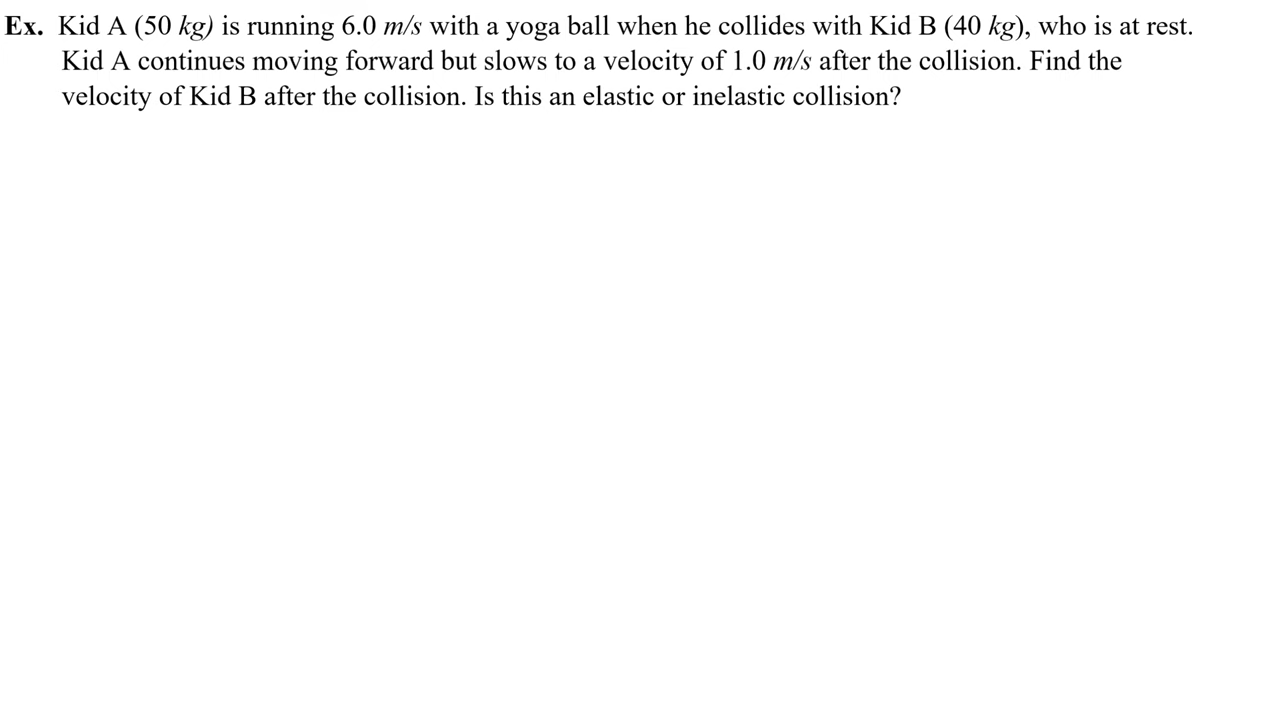 Ex. Kid A (50 kg) is running 6.0 m/s with a yoga ball when he collides with Kid B (40 kg), who is at rest.
Kid A continues moving forward but slows to a velocity of 1.0 m/s after the collision. Find the
velocity of Kid B after the collision. Is this an elastic or inelastic collision?